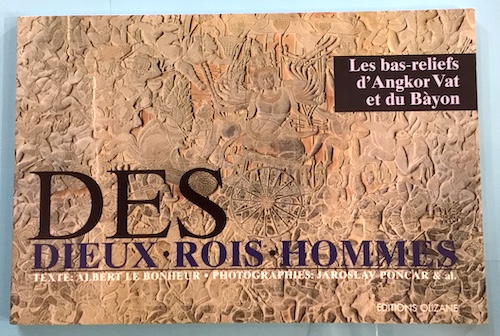 Les bas-reliefs
d'Angkor Vat
et du Bàyon
DES
DIEUX·ROIS·HOMMES
TEXTE: ALBERT LE BONHEUR • PHOTOGRAPHIES: JAROSLAV PONCAR & al.
EDITIONS OLIZANE